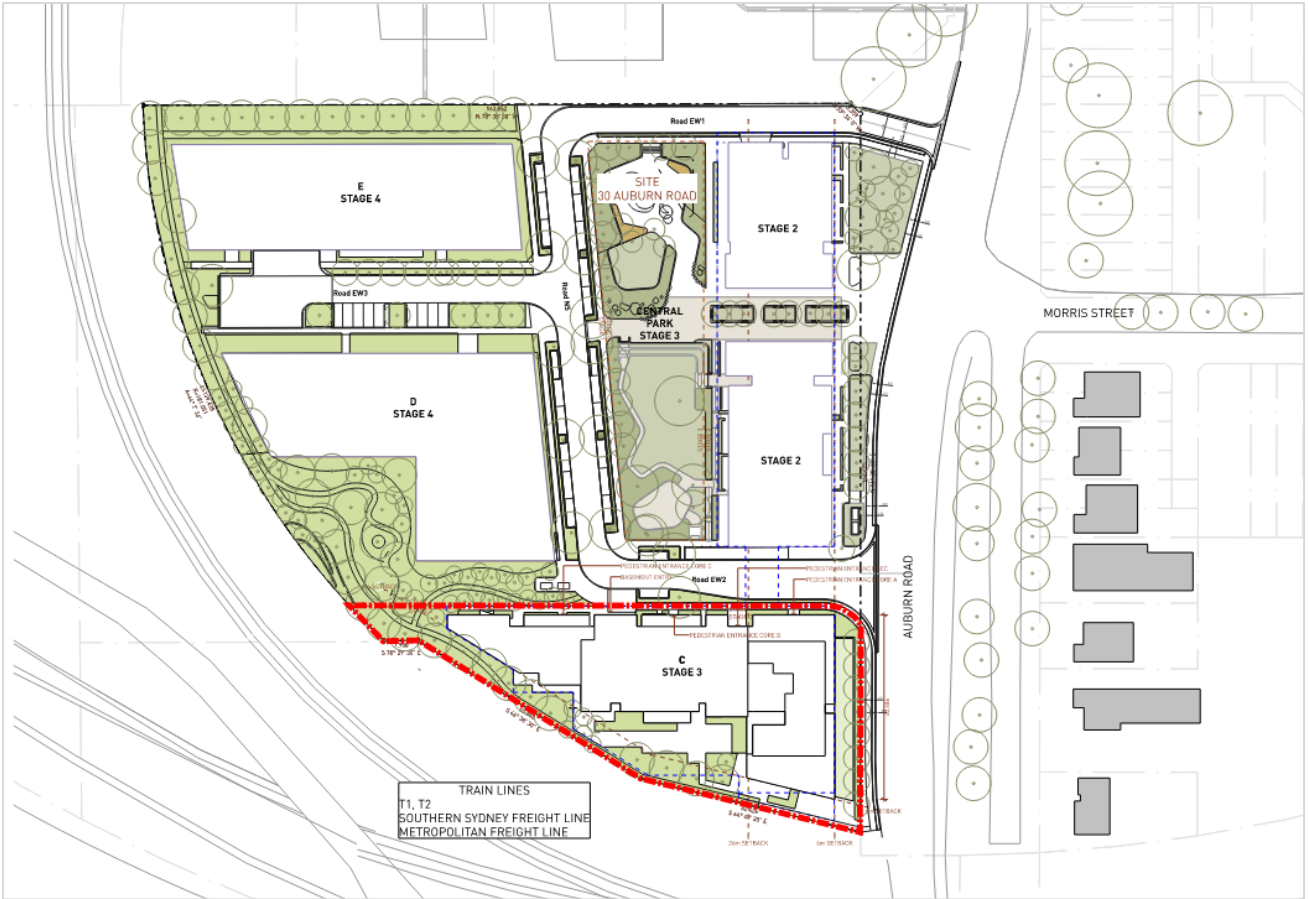 Road EW1
SITE
30 AUBURN ROAD
E
STAGE 4
STAGE 2
Road EW3
Road NS
CENTRAL
PARK
STAGE 3
MORRIS STREET
D
STAGE 4
STAGE 2
AUBURN ROAD
PEDESTRIAN ENTRANCE CORE C
BASEMENT ENTRY
Road EW2
PEDESTRIAN ENTRANCE
PEDESTRIAN ENTRANCE CORE A
PEDESTRIAN ENTRANCE CORE D
C
STAGE 3
TRAIN LINES
T1, T2
SOUTHERN SYDNEY FREIGHT LINE
METROPOLITAN FREIGHT LINE
SETBACK
6m SETBACK